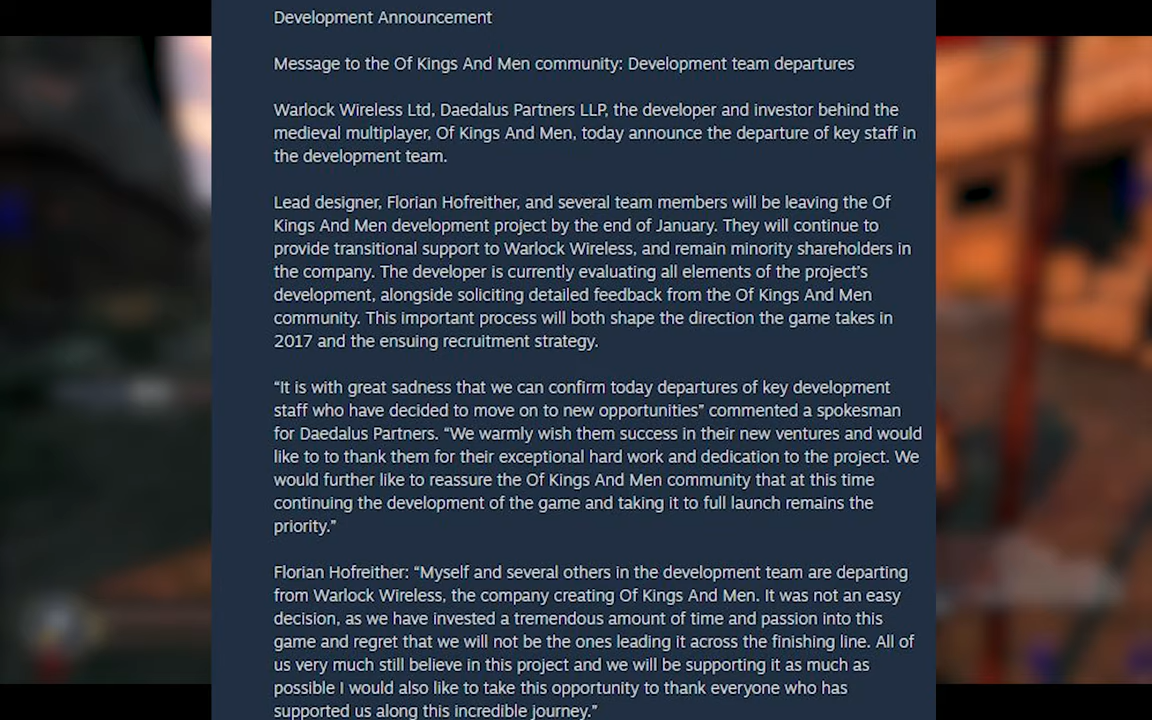 Development Announcement
Message to the Of Kings And Men community: Development team departures
Warlock Wireless Ltd, Daedalus Partners LLP, the developer and investor behind the
medieval multiplayer, Of Kings And Men, today announce the departure of key staff in
the development team.
Lead designer, Florian Hofreither, and several team members will be leaving the Of
Kings And Men development project by the end of January. They will continue to
provide transitional support to Warlock Wireless, and remain minority shareholders in
the company. The developer is currently evaluating all elements of the project's
development, alongside soliciting detailed feedback from the Of Kings And Men
community. This important process will both shape the direction the game takes in
2017 and the ensuing recruitment strategy.
“It is with great sadness that we can confirm today departures of key development
staff who have decided to move on to new opportunities” commented a spokesman
for Daedalus Partners. “We warmly wish them success in their new ventures and would
like to to thank them for their exceptional hard work and dedication to the project. We
would further like to reassure the Of Kings And Men community that at this time
continuing the development of the game and taking it to full launch remains the
priority.”
Florian Hofreither: “Myself and several others in the development team are departing
from Warlock Wireless, the company creating Of Kings And Men. It was not an easy
decision, as we have invested a tremendous amount of time and passion into this
game and regret that we will not be the ones leading it across the finishing line. All of
us very much still believe in this project and we will be supporting it as much as
possible I would also like to take this opportunity to thank everyone who has
supported us along this incredible journey.”